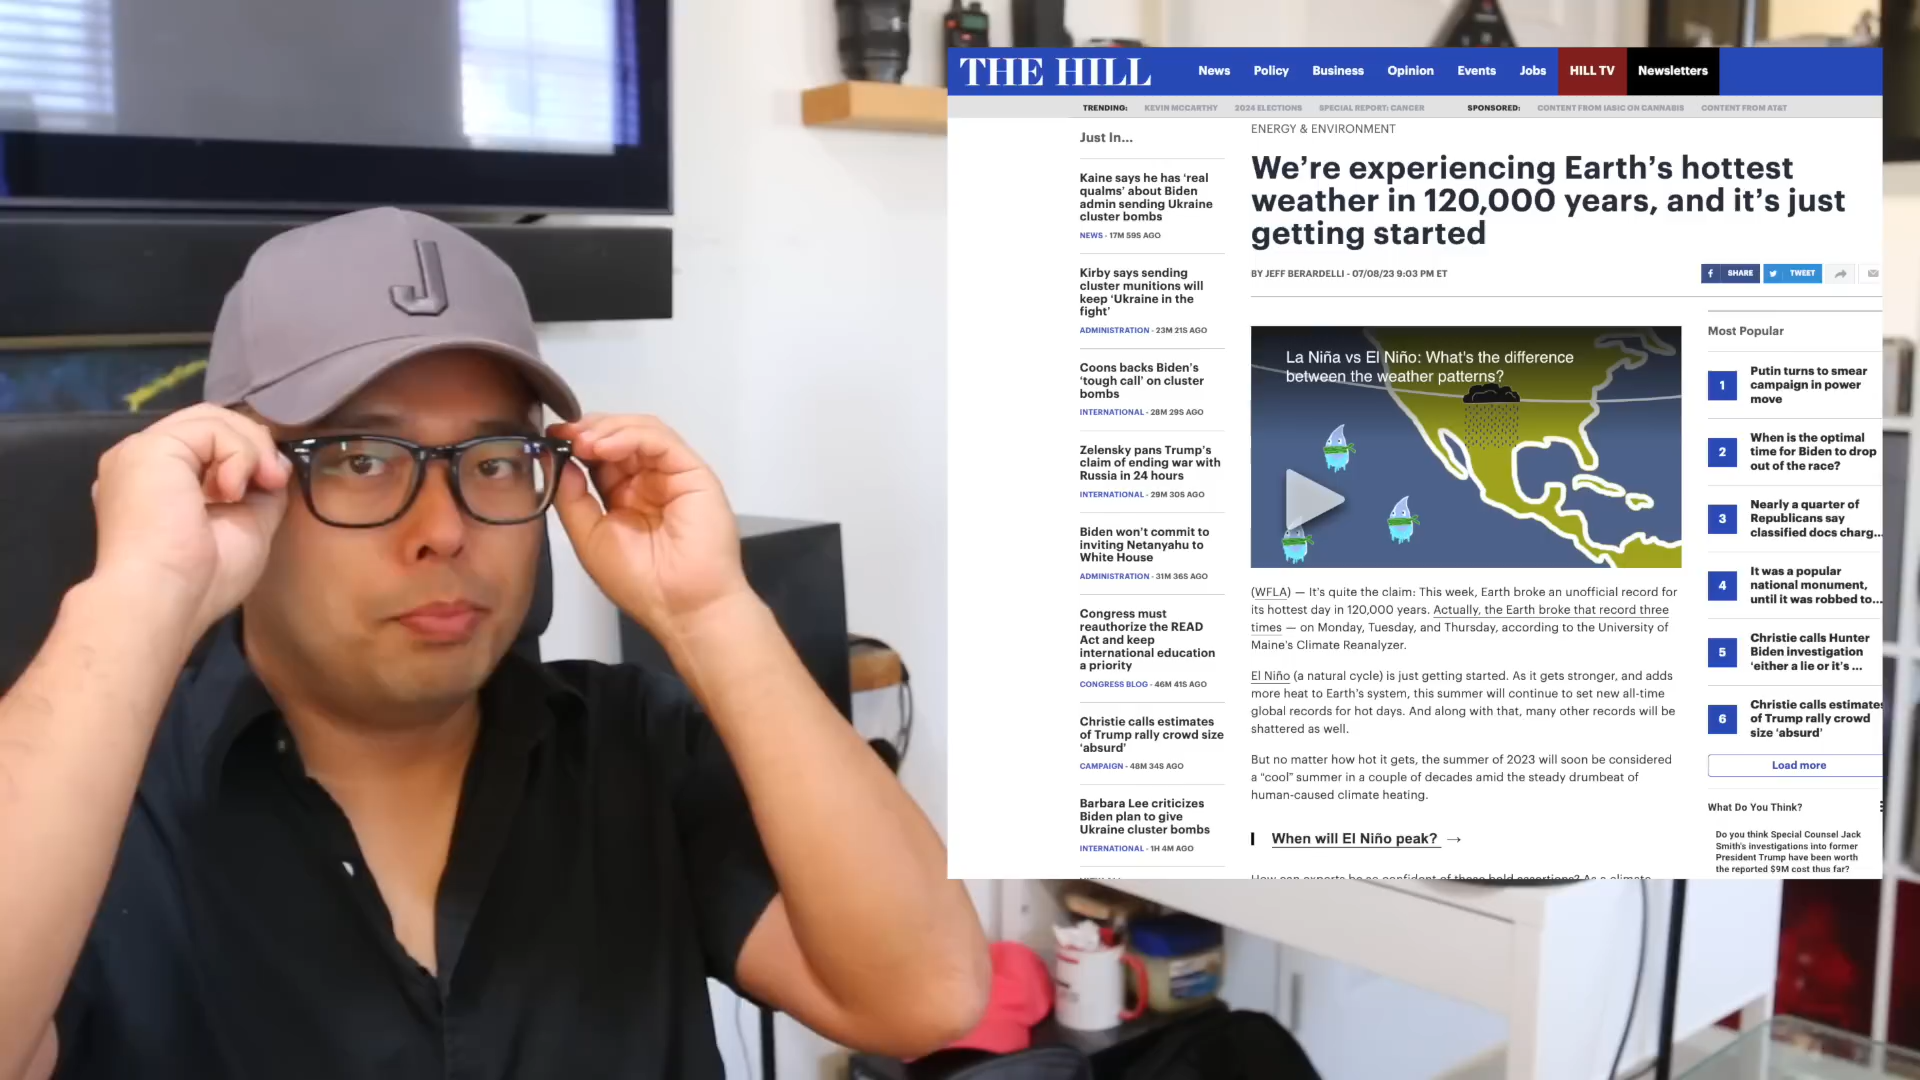 J
THE HILL
News Policy Business Opinion Events Jobs HILL TV Newsletters
TRENDING: KEVIN MCCARTHY 2024 ELECTIONS SPECIAL REPORT: CANCER SPONSORED: CONTENT FROM IASIC ON CANNABIS CONTENT FROM AT&T
Just In...
Kaine says he has ‘real
qualms’ about Biden
admin sending Ukraine
cluster bombs
NEWS - 17M 59S AGO
Kirby says sending
cluster munitions will
keep ‘Ukraine in the
fight’
ADMINISTRATION - 23M 21S AGO
Coons backs Biden’s
‘tough call’ on cluster
bombs
INTERNATIONAL - 28M 29S AGO
Zelensky pans Trump’s
claim of ending war with
Russia in 24 hours
INTERNATIONAL - 29M 30S AGO
Biden won’t commit to
inviting Netanyahu to
White House
ADMINISTRATION - 31M 36S AGO
Congress must
reauthorize the READ
Act and keep
international education
a priority
CONGRESS BLOG - 46M 41S AGO
Christie calls estimates
of Trump rally crowd size
‘absurd’
CAMPAIGN - 48M 34S AGO
Barbara Lee criticizes
Biden plan to give
Ukraine cluster bombs
INTERNATIONAL - 1H 4M AGO
ENERGY & ENVIRONMENT
We’re experiencing Earth’s hottest
weather in 120,000 years, and it’s just
getting started
BY JEFF BERARDELLI - 07/08/23 9:03 PM ET
SHARE TWEET
La Niña vs El Niño: What's the difference
between the weather patterns?
(WFLA) — It’s quite the claim: This week, Earth broke an unofficial record for
its hottest day in 120,000 years. Actually, the Earth broke that record three
times — on Monday, Tuesday, and Thursday, according to the University of
Maine’s Climate Reanalyzer.
El Niño (a natural cycle) is just getting started. As it gets stronger, and adds
more heat to Earth’s system, this summer will continue to set new all-time
global records for hot days. And along with that, many other records will be
shattered as well.
But no matter how hot it gets, the summer of 2023 will soon be considered
a “cool” summer in a couple of decades amid the steady drumbeat of
human-caused climate heating.
When will El Niño peak? →
How can experts be so confident of these bold assertions? As a climate
Most Popular
1 Putin turns to smear
campaign in power
move
2 When is the optimal
time for Biden to drop
out of the race?
3 Nearly a quarter of
Republicans say
classified docs charg...
4 It was a popular
national monument,
until it was robbed to...
5 Christie calls Hunter
Biden investigation
‘either a lie or it’s ...
6 Christie calls estimates
of Trump rally crowd
size ‘absurd’
Load more
What Do You Think?
Do you think Special Counsel Jack
Smith's investigations into former
President Trump have been worth
the reported $9M cost thus far?